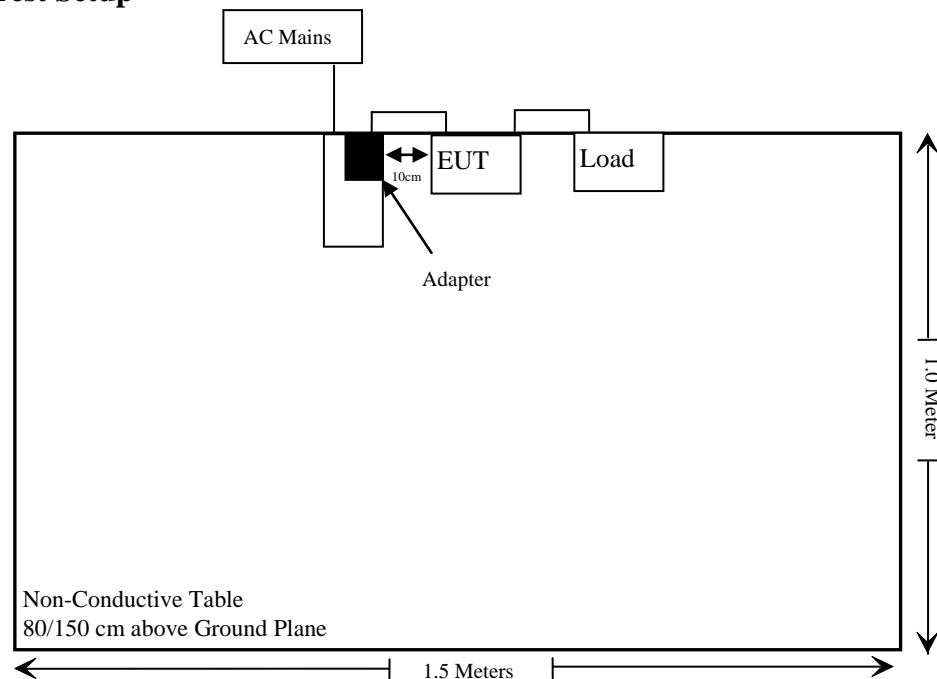 Test Setup
AC Mains
EUT
Load
10cm
Adapter
1.0 Meter
Non-Conductive Table
80/150 cm above Ground Plane
1.5 Meters